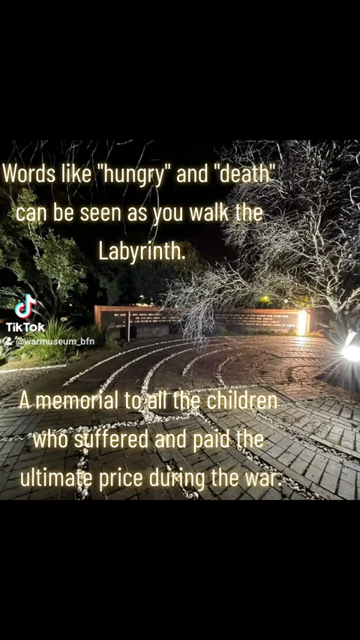 Words like "hungry" and "death"
can be seen as you walk the
Labyrinth.
TikTok
@warmuseum_bfn
A memorial to all the children
who suffered and paid the
ultimate price during the war.